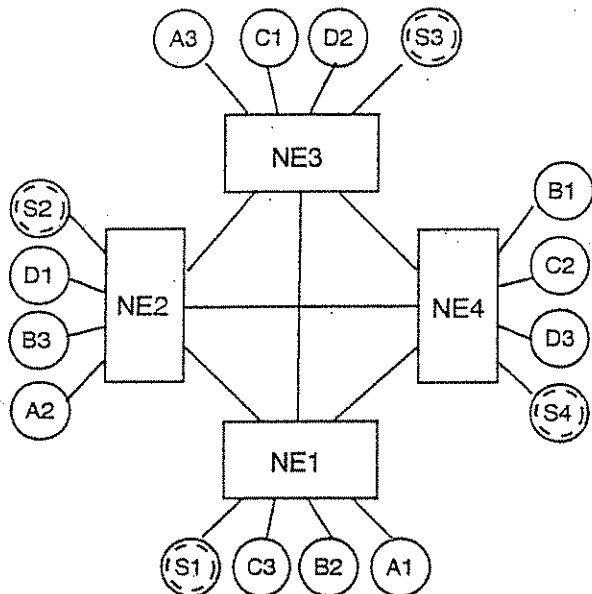 A3 C1 D2 S3
NE3
S2
B1
D1
C2
NE2
NE4
B3
D3
A2
S4
NE1
S1 C3 B2 A1